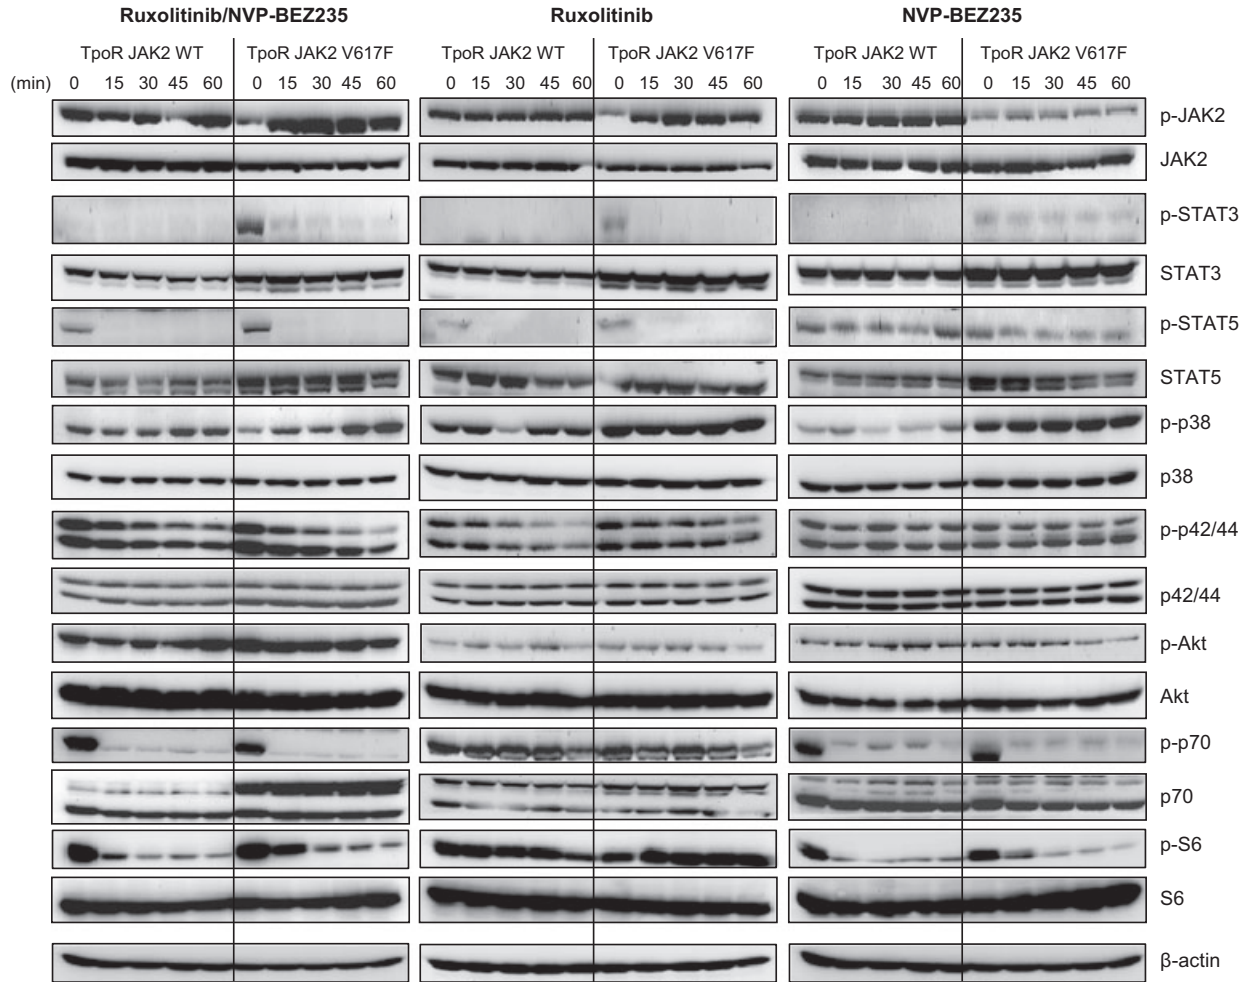 Ruxolitinib/NVP-BEZ235 Ruxolitinib NVP-BEZ235
TpoR JAK2 WT TpoR JAK2 V617F TpoR JAK2 WT TpoR JAK2 V617F TpoR JAK2 WT TpoR JAK2 V617F
(min) 0 15 30 45 60 0 15 30 45 60 0 15 30 45 60 0 15 30 45 60 0 15 30 45 60 0 15 30 45 60
p-JAK2
JAK2
p-STAT3
STAT3
p-STAT5
STAT5
p-p38
p38
p-p42/44
p42/44
p-Akt
Akt
p-p70
p70
p-S6
S6
β-actin